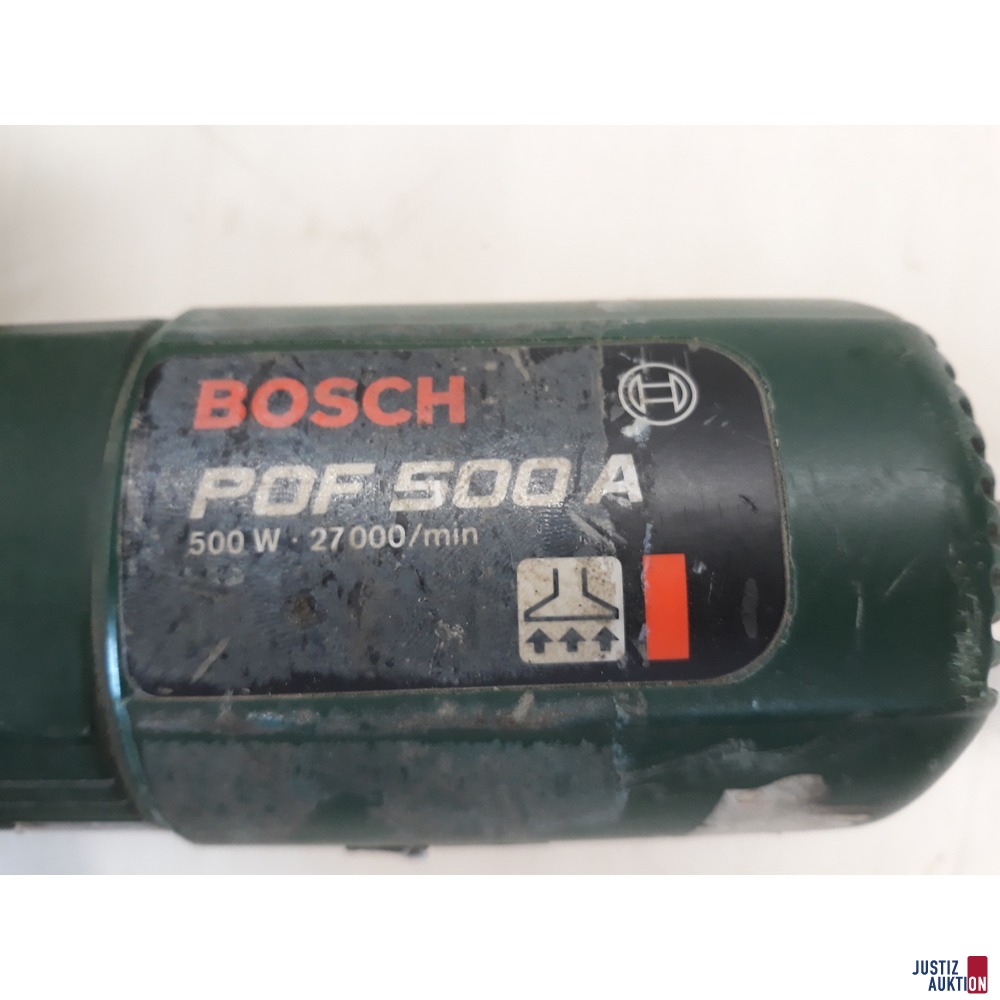 BOSCH
POF 500 A
500 W · 27000/min
JUSTIZ
AUKTION